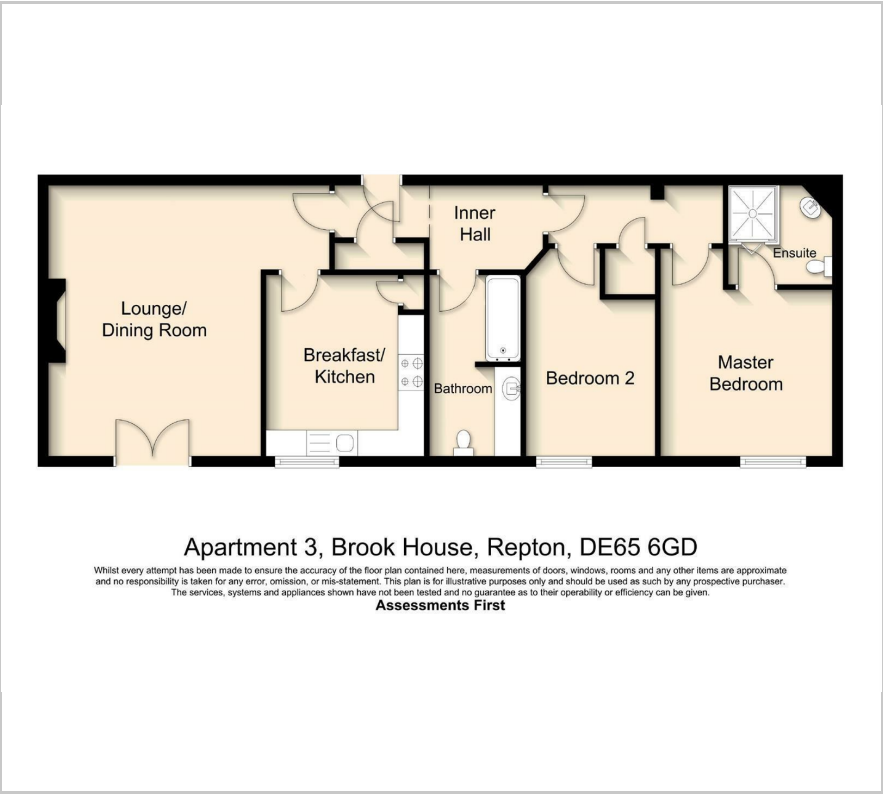 Inner
Hall
Ensuite
Lounge/
Dining Room
Breakfast/
Kitchen
Bathroom
Bedroom 2
Master
Bedroom
Apartment 3, Brook House, Repton, DE65 6GD
Whilst every attempt has been made to ensure the accuracy of the floor plan contained here, measurements of doors, windows, rooms and any other items are approximate
and no responsibility is taken for any error, omission, or mis-statement. This plan is for illustrative purposes only and should be used as such by any prospective purchaser.
The services, systems and appliances shown have not been tested and no guarantee as to their operability or efficiency can be given.
Assessments First